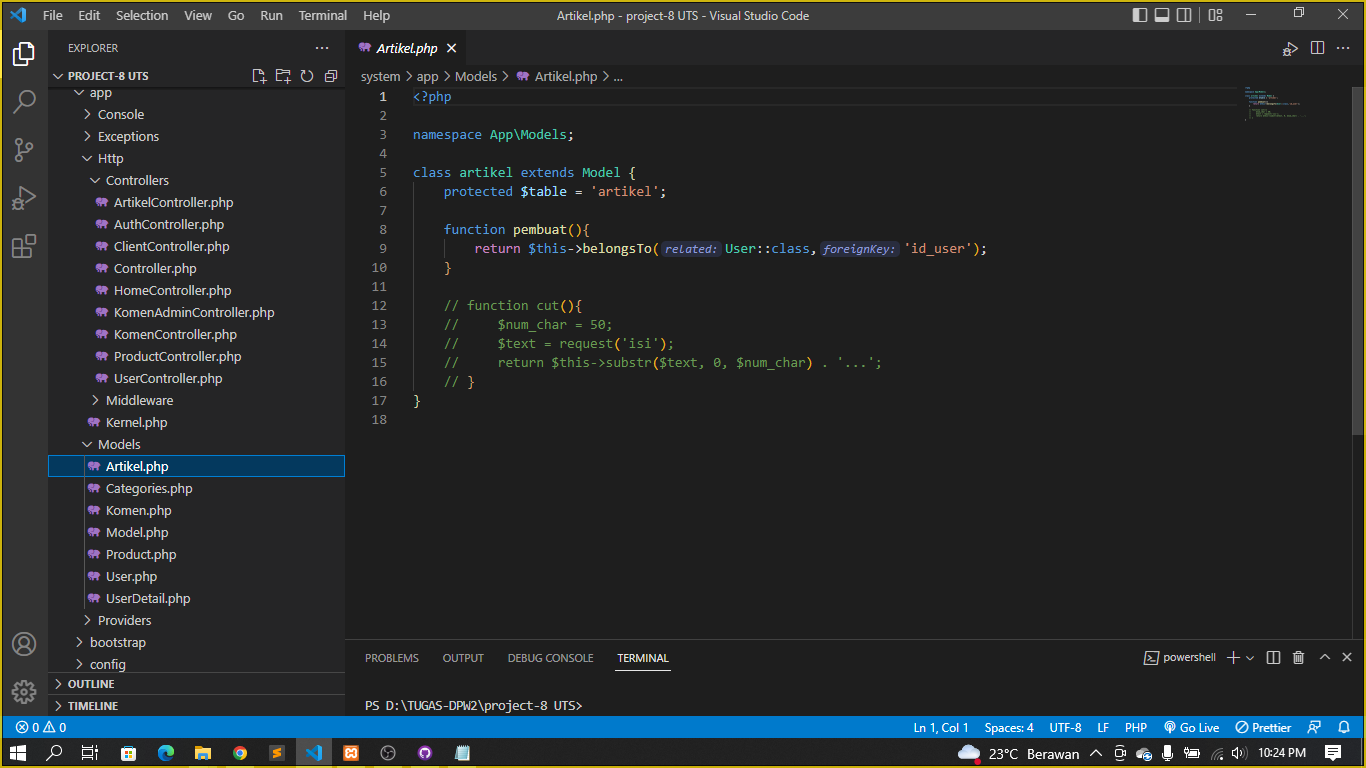 File Edit Selection View Go Run Terminal Help Artikel.php - project-8 UTS - Visual Studio Code
EXPLORER
PROJECT-8 UTS
app
Console
Exceptions
Http
Controllers
ArtikelController.php
AuthController.php
ClientController.php
Controller.php
HomeController.php
KomenAdminController.php
KomenController.php
ProductController.php
UserController.php
Middleware
Kernel.php
Models
Artikel.php
Categories.php
Komen.php
Model.php
Product.php
User.php
UserDetail.php
Providers
bootstrap
config
OUTLINE
TIMELINE
Artikel.php
system > app > Models > Artikel.php > ...
1 <?php
2
3 namespace App\Models;
4
5 class artikel extends Model {
6     protected $table = 'artikel';
7
8     function pembuat(){
9         return $this->belongsTo(related: User::class,foreignKey: 'id_user');
10     }
11
12     // function cut(){
13     //     $num_char = 50;
14     //     $text = request('isi');
15     //     return $this->substr($text, 0, $num_char) . '...';
16     // }
17 }
18
PROBLEMS OUTPUT DEBUG CONSOLE TERMINAL powershell
PS D:\TUGAS-DPW2\project-8 UTS>
0 0 Ln 1, Col 1 Spaces: 4 UTF-8 LF PHP Go Live Prettier
23°C Berawan 10:24 PM